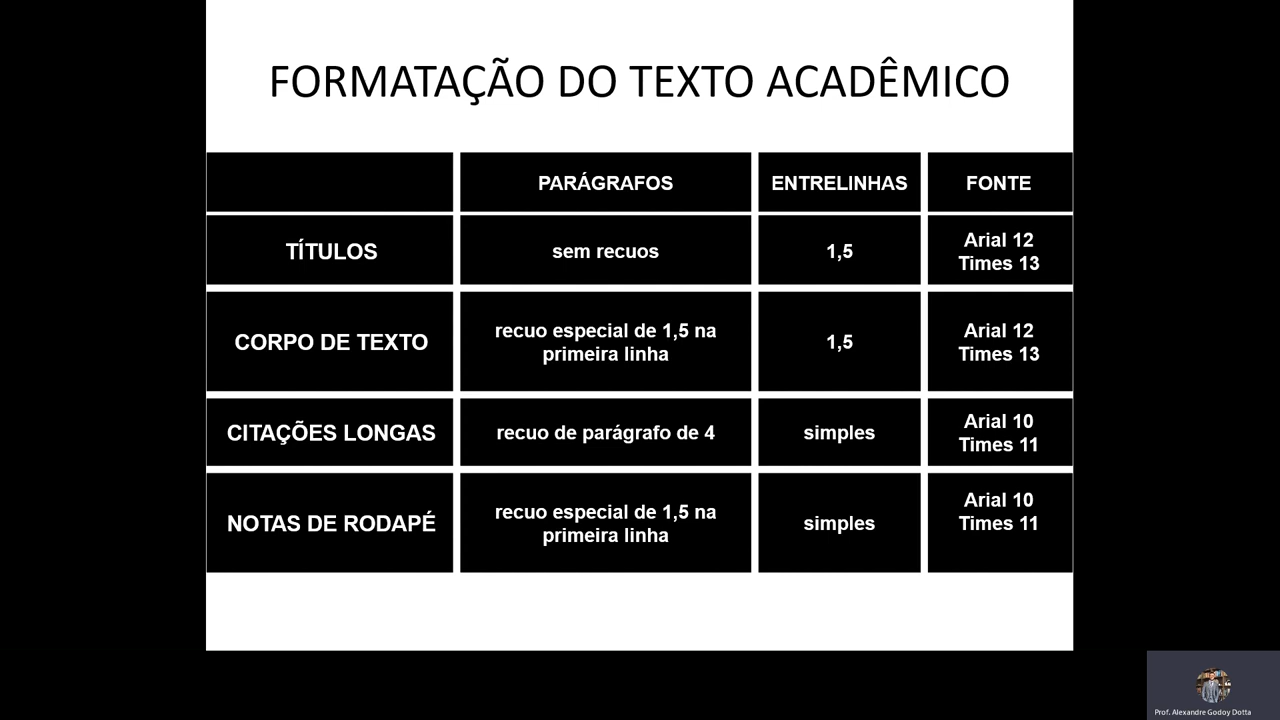 FORMATAÇÃO DO TEXTO ACADÊMICO
PARÁGRAFOS
ENTRELINHAS
FONTE
TÍTULOS
sem recuos
1,5
Arial 12
Times 13
CORPO DE TEXTO
recuo especial de 1,5 na
primeira linha
1,5
Arial 12
Times 13
CITAÇÕES LONGAS
recuo de parágrafo de 4
simples
Arial 10
Times 11
NOTAS DE RODAPÉ
recuo especial de 1,5 na
primeira linha
simples
Arial 10
Times 11
Prof. Alexandre Godoy Dotta